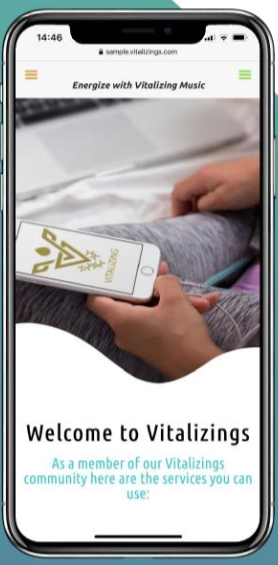 14:46
sample.vitalizings.com
Energize with Vitalizing Music
VITALIZING
Welcome to Vitalizings
As a member of our Vitalizings
community here are the services you can
use: